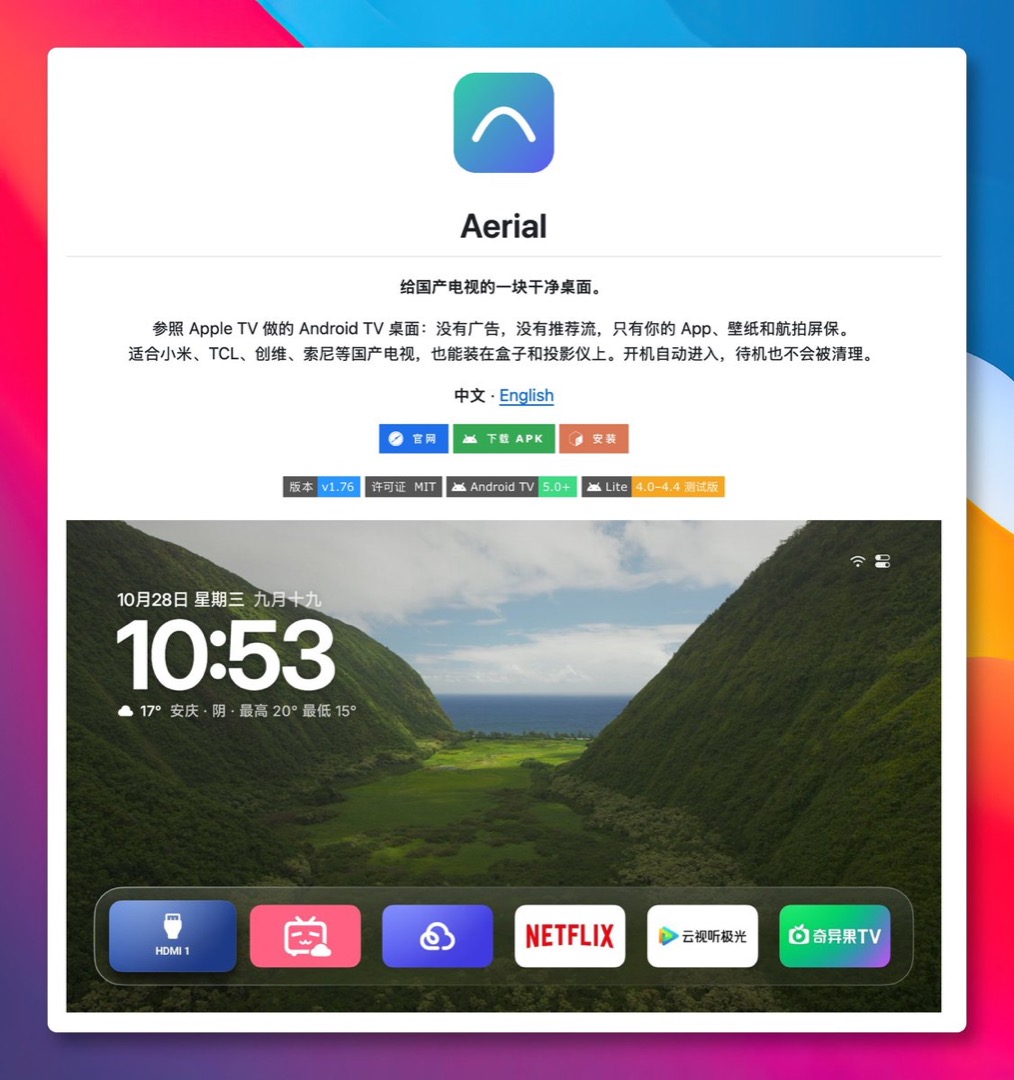 Aerial
给国产电视的一块干净桌面。
参照 Apple TV 做的 Android TV 桌面：没有广告，没有推荐流，只有你的 App、壁纸和航拍屏保。
适合小米、TCL、创维、索尼等国产电视，也能装在盒子和投影仪上。开机自动进入，待机也不会被清理。
中文 · English
官网 下载 APK 安装
版本 v1.76 许可证 MIT Android TV 5.0+ Lite 4.0–4.4 测试版
10月28日 星期三 九月十九
10:53
17° 安庆 · 阴 · 最高 20° 最低 15°
HDMI 1 NETFLIX 云视听极光 奇异果TV